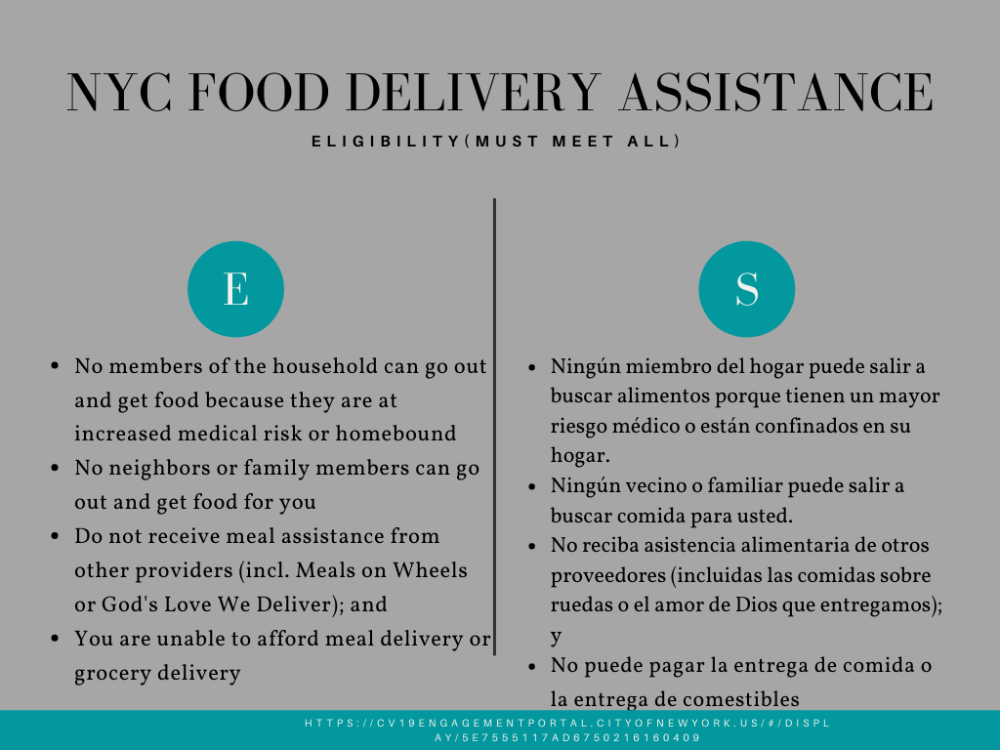 NYC FOOD DELIVERY ASSISTANCE
ELIGIBILITY(MUST MEET ALL)
E
• No members of the household can go out
and get food because they are at
increased medical risk or homebound
• No neighbors or family members can go
out and get food for you
• Do not receive meal assistance from
other providers (incl. Meals on Wheels
or God's Love We Deliver); and
• You are unable to afford meal delivery or
grocery delivery
S
• Ningún miembro del hogar puede salir a
buscar alimentos porque tienen un mayor
riesgo médico o están confinados en su
hogar.
• Ningún vecino o familiar puede salir a
buscar comida para usted.
• No reciba asistencia alimentaria de otros
proveedores (incluidas las comidas sobre
ruedas o el amor de Dios que entregamos);
y
• No puede pagar la entrega de comida o
la entrega de comestibles
HTTPS://CV19ENGAGEMENTPORTAL.CITYOFNEWYORK.US/#/DISPL
AY/5E7555117AD6750216160409